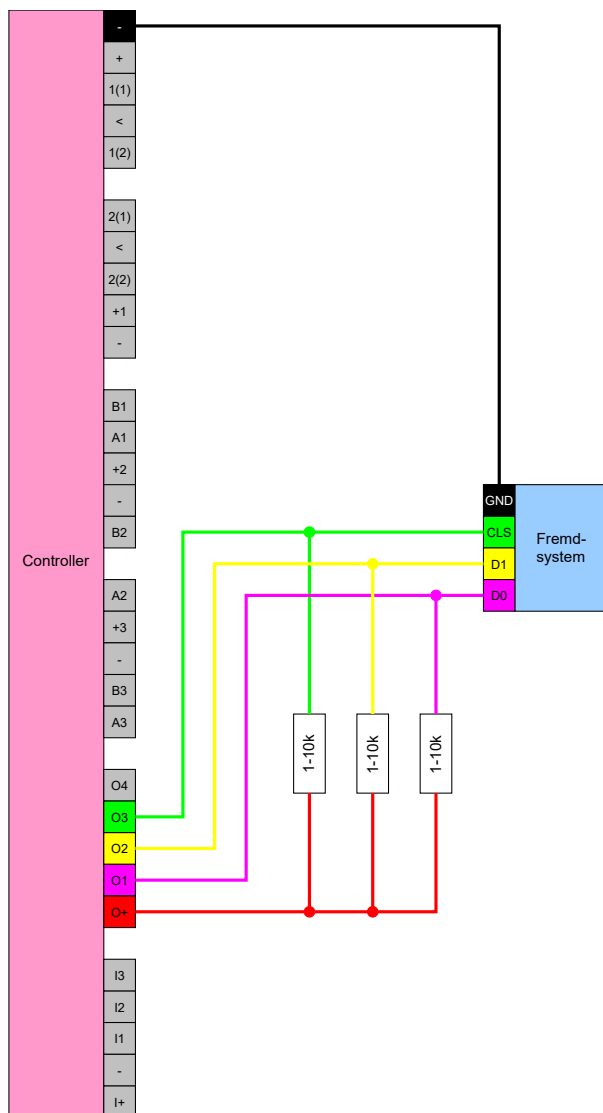 -
+
1(1)
<
1(2)
2(1)
<
2(2)
+1
-
B1
A1
+2
-
B2
Controller
A2
+3
-
B3
A3
O4
O3
O2
O1
O+
I3
I2
I1
-
I+
GND
CLS
D1
D0
Fremd-
system
1-10k
1-10k
1-10k